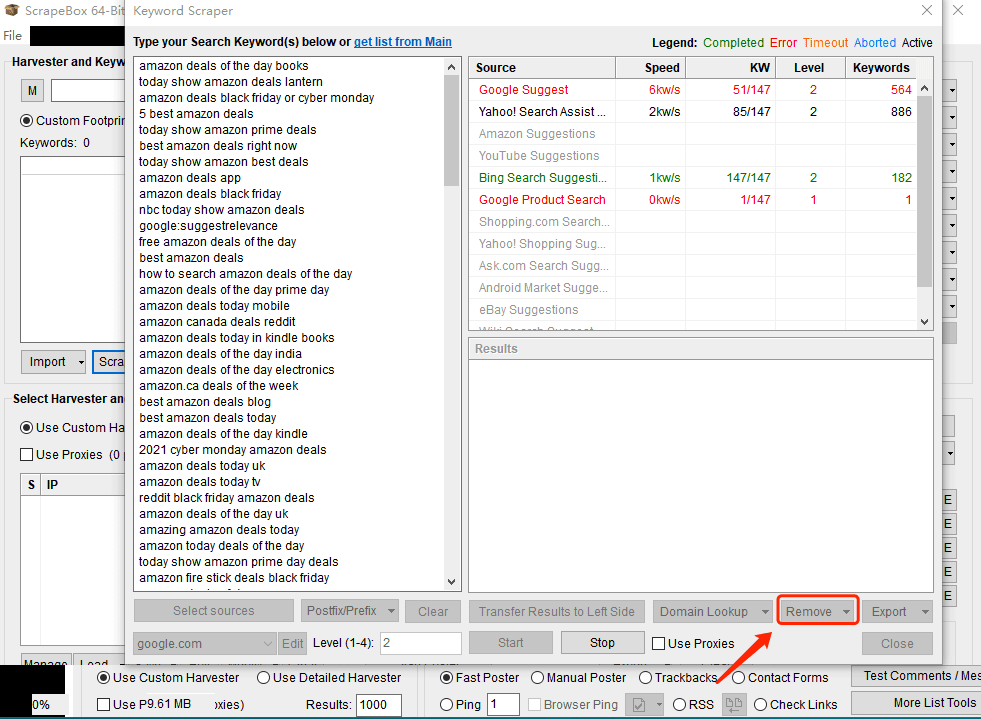 ScrapeBox 64-Bit
Keyword Scraper
File
Type your Search Keyword(s) below or get list from Main
Legend: Completed Error Timeout Aborted Active
Harvester and Keyw
M
Custom Footprin
Keywords: 0
Import
Scra
Select Harvester an
Use Custom Ha
Use Proxies (0 p
S IP
amazon deals of the day books
today show amazon deals lantern
amazon deals black friday or cyber monday
5 best amazon deals
today show amazon prime deals
best amazon deals right now
today show amazon best deals
amazon deals app
amazon deals black friday
nbc today show amazon deals
google:suggestrelevance
free amazon deals of the day
best amazon deals
how to search amazon deals of the day
amazon deals of the day prime day
amazon deals today mobile
amazon canada deals reddit
amazon deals today in kindle books
amazon deals of the day india
amazon deals of the day electronics
amazon.ca deals of the week
best amazon deals blog
best amazon deals today
amazon deals of the day kindle
2021 cyber monday amazon deals
amazon deals today uk
amazon deals today tv
reddit black friday amazon deals
amazon deals of the day uk
amazing amazon deals today
amazon today deals of the day
today show amazon prime day deals
amazon fire stick deals black friday
Source Speed KW Level Keywords
Google Suggest 6kw/s 51/147 2 564
Yahoo! Search Assist ... 2kw/s 85/147 2 886
Amazon Suggestions
YouTube Suggestions
Bing Search Suggesti... 1kw/s 147/147 2 182
Google Product Search 0kw/s 1/147 1 1
Shopping.com Search...
Yahoo! Shopping Sug...
Ask.com Search Sugg...
Android Market Sugge...
eBay Suggestions
Wiki Search Suggest
Results
E
E
E
E
E
Select sources Postfix/Prefix Clear Transfer Results to Left Side Domain Lookup Remove Export
google.com Edit Level (1-4): 2 Start Stop Use Proxies Close
Manage Load
Use Custom Harvester Use Detailed Harvester Fast Poster Manual Poster Trackbacks Contact Forms Test Comments / Mes
0% Use P9.61 MB oxies) Results: 1000 Ping 1 Browser Ping RSS Check Links More List Tools